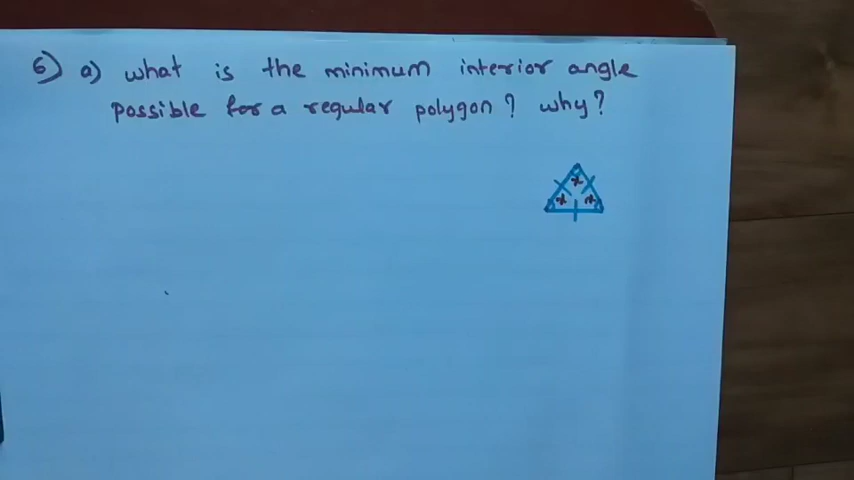 6) a) what is the minimum interior angle
possible for a regular polygon? why?
x
x x